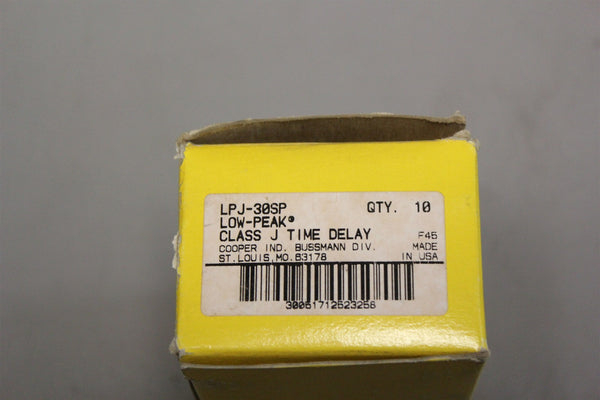 LPJ-30SP QTY. 10
LOW-PEAK®
CLASS J TIME DELAY F45
COOPER IND. BUSSMANN DIV. MADE
ST. LOUIS, MO. 63178 IN USA
30051712523258